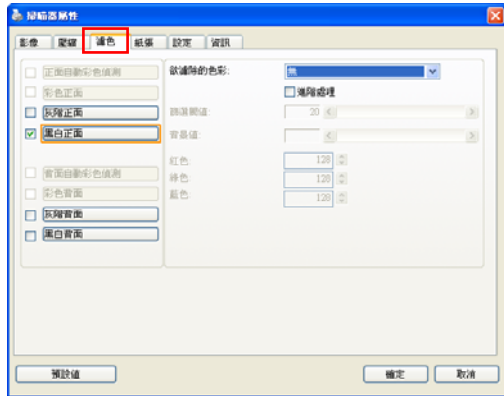 掃瞄器屬性
影像 壓縮 濾色 紙張 設定 資訊
正面自動彩色偵測
彩色正面
灰階正面
黑白正面
背面自動彩色偵測
彩色背面
灰階背面
黑白背面
欲濾除的色彩: 無
進階處理
篩選閥值: 20
背景值:
紅色 128
綠色 128
藍色 128
預設值 確定 取消